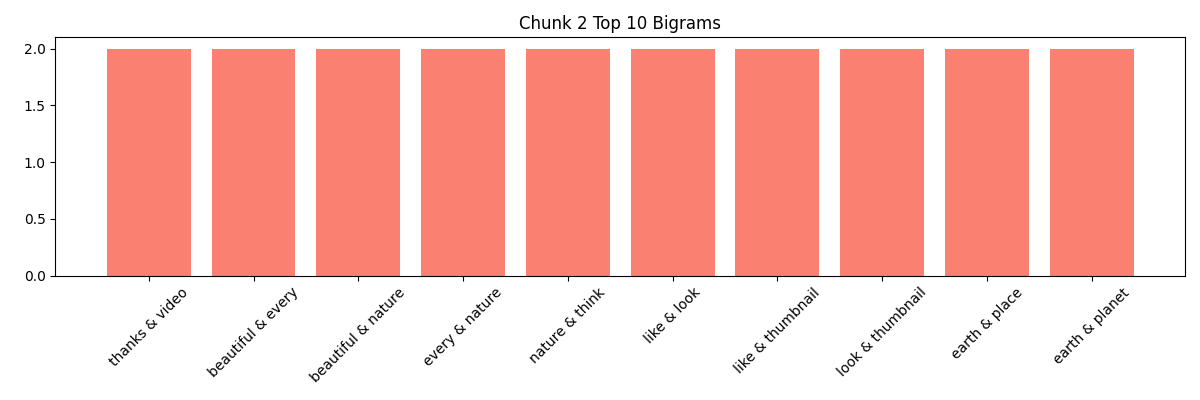 Chunk 2 Top 10 Bigrams
2.0
1.5
1.0
0.5
0.0
thanks & video
beautiful & every
beautiful & nature
every & nature
nature & think
like & look
like & thumbnail
look & thumbnail
earth & place
earth & planet